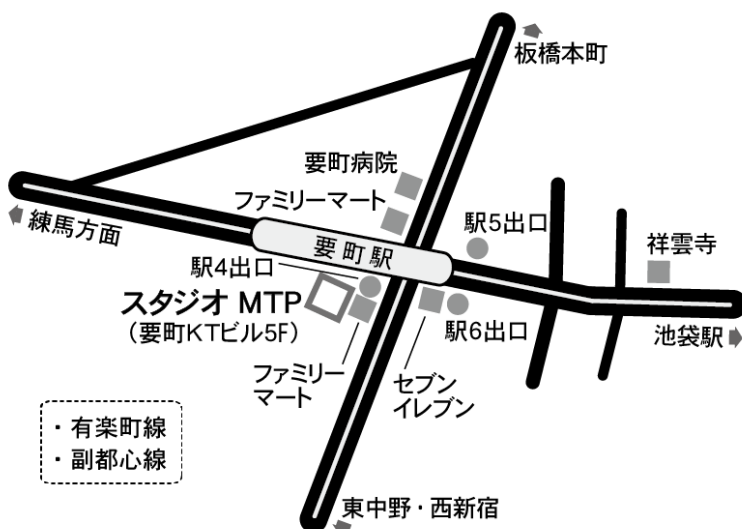 板橋本町
要町病院
ファミリーマート
練馬方面
要町駅
駅5出口
祥雲寺
駅4出口
スタジオ MTP
（要町KTビル5F）
駅6出口
池袋駅
ファミリー
マート
セブン
イレブン
・有楽町線
・副都心線
東中野・西新宿